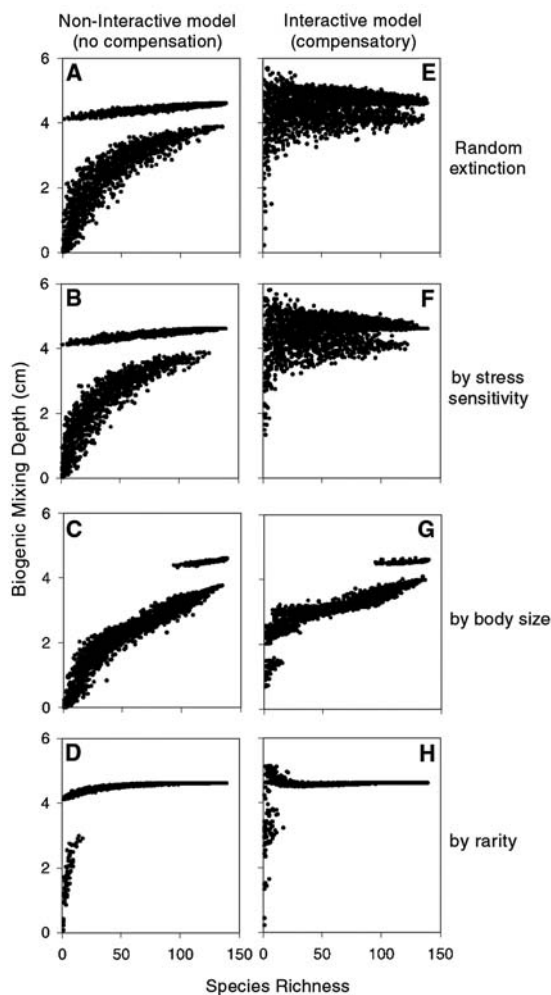 Non-Interactive model
(no compensation)
Interactive model
(compensatory)
A
E
6
4
2
0
Random
extinction
B
F
6
4
2
0
by stress
sensitivity
Biogenic Mixing Depth (cm)
C
G
6
4
2
0
by body size
D
H
6
4
2
0
by rarity
0 50 100 150 0 50 100 150
Species Richness